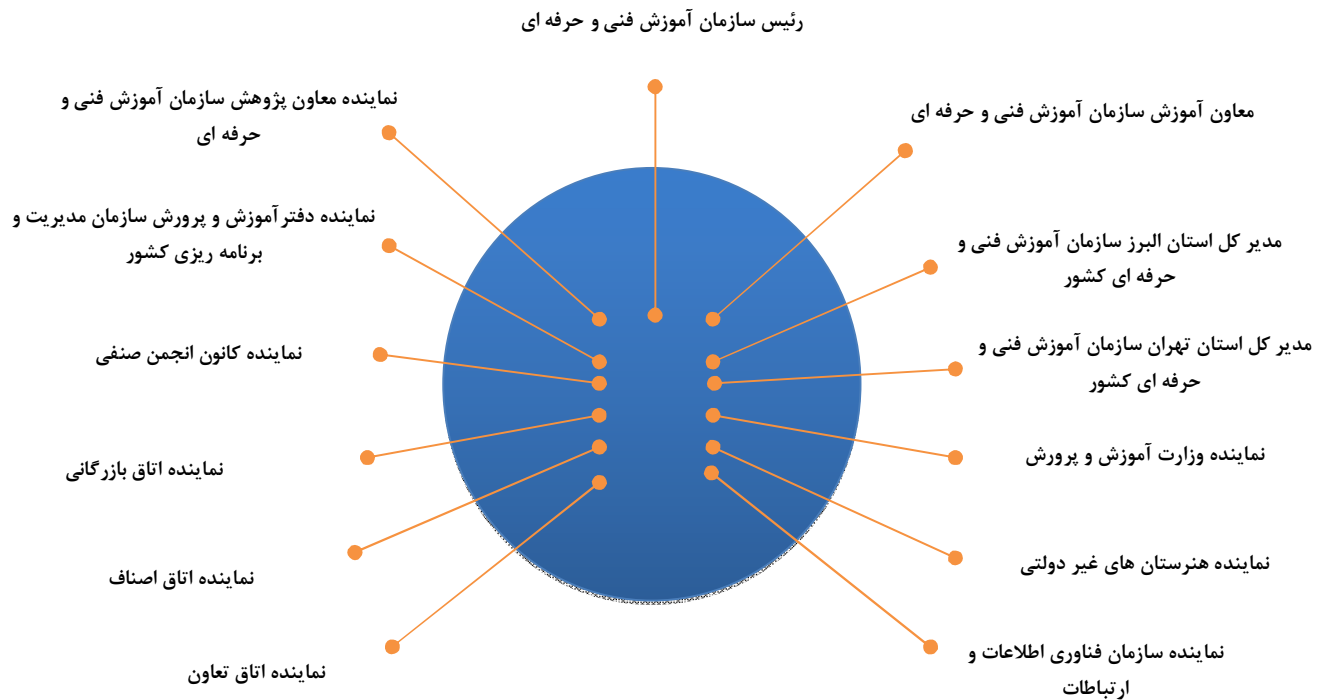 رئیس سازمان آموزش فنی و حرفه ای
معاون آموزش سازمان آموزش فنی و حرفه ای
مدیر کل استان البرز سازمان آموزش فنی و
حرفه ای کشور
مدیر کل استان تهران سازمان آموزش فنی و
حرفه ای کشور
نماینده وزارت آموزش و پرورش
نماینده هنرستان های غیر دولتی
نماینده سازمان فناوری اطلاعات و
ارتباطات
نماینده معاون پژوهش سازمان آموزش فنی و
حرفه ای
نماینده دفترآموزش و پرورش سازمان مدیریت و
برنامه ریزی کشور
نماینده کانون انجمن صنفی
نماینده اتاق بازرگانی
نماینده اتاق اصناف
نماینده اتاق تعاون